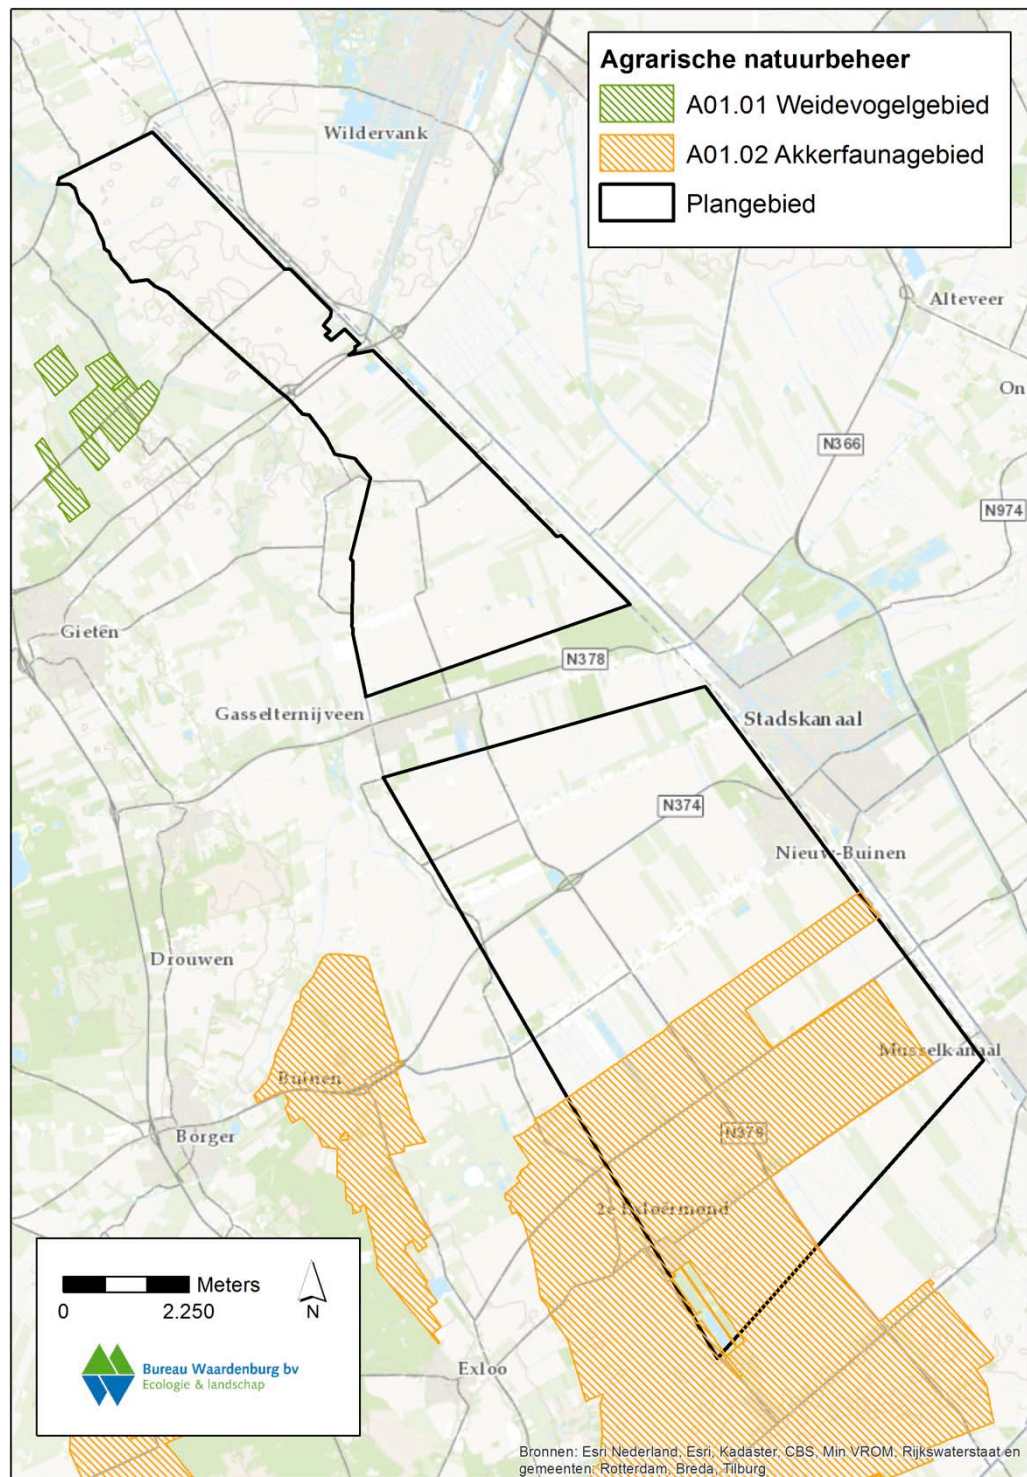 Agrarische natuurbeheer
A01.01 Weidevogelgebied
A01.02 Akkerfaunagebied
Plangebied
Wildervank
Alteveer
On
N366
N974
Gieten
N378
Gasselternijveen
Stadskanaal
N374
Nieuw-Buinen
Drouwen
Musselkanaal
Buinen
Borger
N379
2e Exloërmond
Meters
0 2.250
N
Bureau Waardenburg bv
Ecologie & landschap
Exloo
Bronnen: Esri Nederland, Esri, Kadaster, CBS, Min VROM, Rijkswaterstaat en
gemeenten: Rotterdam, Breda, Tilburg